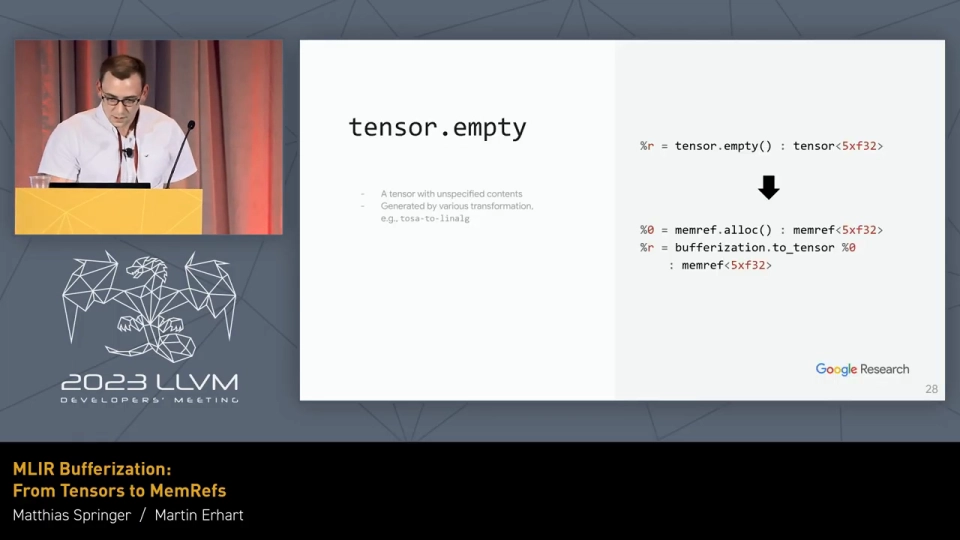 tensor.empty
- A tensor with unspecified contents
- Generated by various transformation,
e.g., tosa-to-linalg
%r = tensor.empty() : tensor<5xf32>
%0 = memref.alloc() : memref<5xf32>
%r = bufferization.to_tensor %0
: memref<5xf32>
Google Research
28
2023 LLVM
DEVELOPERS' MEETING
MLIR Bufferization:
From Tensors to MemRefs
Matthias Springer / Martin Erhart